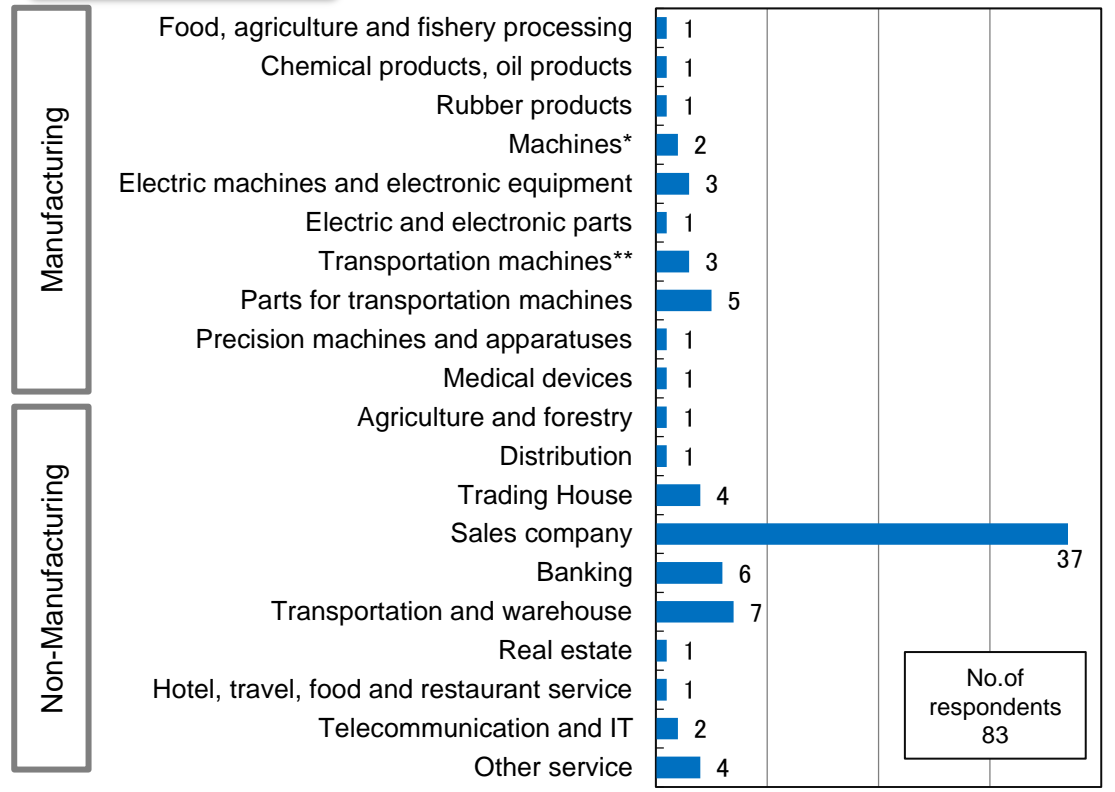 Manufacturing
Food, agriculture and fishery processing 1
Chemical products, oil products 1
Rubber products 1
Machines* 2
Electric machines and electronic equipment 3
Electric and electronic parts 1
Transportation machines** 3
Parts for transportation machines 5
Precision machines and apparatuses 1
Medical devices 1
Non-Manufacturing
Agriculture and forestry 1
Distribution 1
Trading House 4
Sales company 37
Banking 6
Transportation and warehouse 7
Real estate 1
Hotel, travel, food and restaurant service 1
Telecommunication and IT 2
Other service 4
No.of
respondents
83